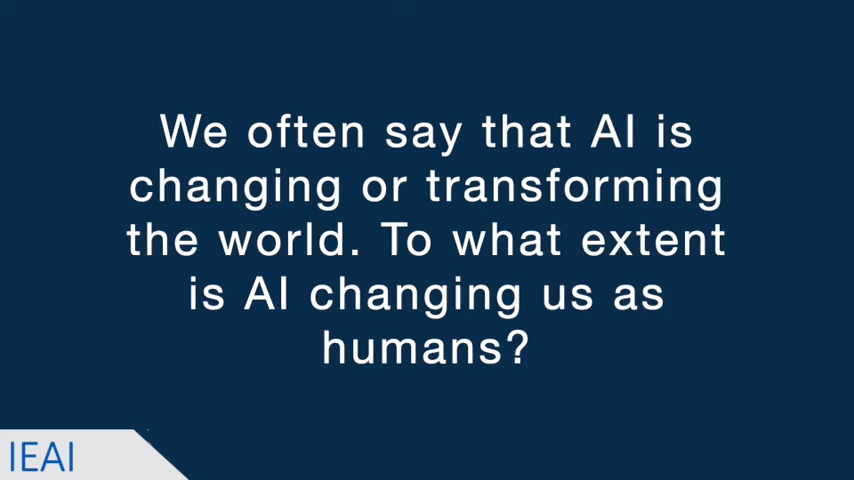 We often say that AI is
changing or transforming
the world. To what extent
is AI changing us as
humans?
IEAI